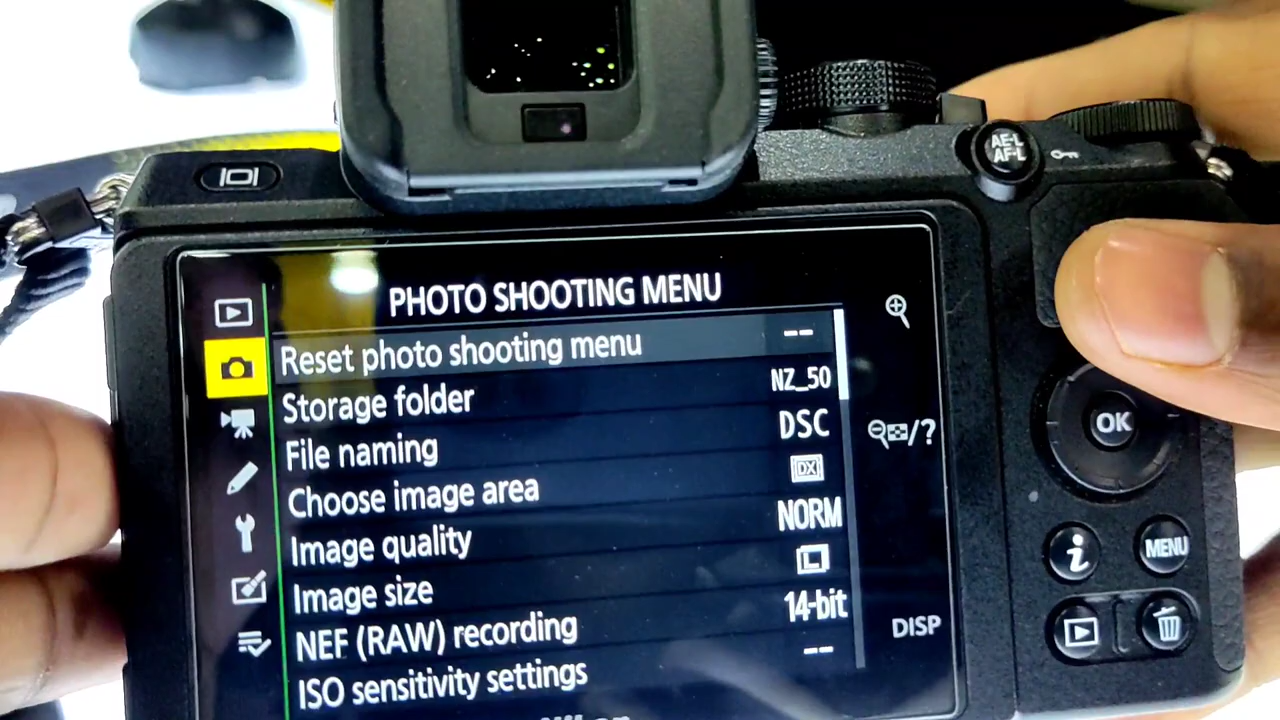 AE-L
AF-L
PHOTO SHOOTING MENU
Reset photo shooting menu --
Storage folder NZ_50
File naming DSC
Choose image area DX
Image quality NORM
Image size L
NEF (RAW) recording 14-bit
ISO sensitivity settings --
/?
DISP
OK
i
MENU
Nikon